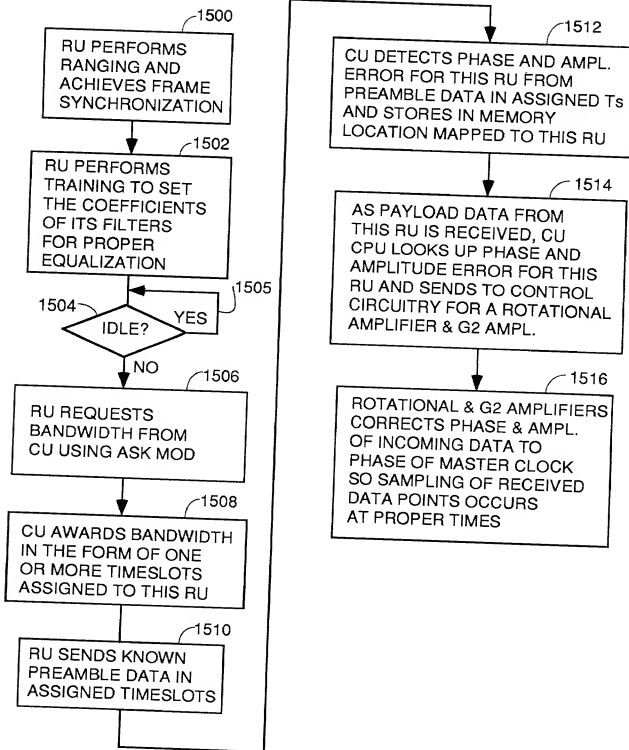 1500
RU PERFORMS
RANGING AND
ACHIEVES FRAME
SYNCHRONIZATION
1502
RU PERFORMS
TRAINING TO SET
THE COEFFICIENTS
OF ITS FILTERS
FOR PROPER
EQUALIZATION
1505
1504
IDLE?
YES
NO
1506
RU REQUESTS
BANDWIDTH FROM
CU USING ASK MOD
1508
CU AWARDS BANDWIDTH
IN THE FORM OF ONE
OR MORE TIMESLOTS
ASSIGNED TO THIS RU
1510
RU SENDS KNOWN
PREAMBLE DATA IN
ASSIGNED TIMESLOTS
1512
CU DETECTS PHASE AND AMPL.
ERROR FOR THIS RU FROM
PREAMBLE DATA IN ASSIGNED Ts
AND STORES IN MEMORY
LOCATION MAPPED TO THIS RU
1514
AS PAYLOAD DATA FROM
THIS RU IS RECEIVED, CU
CPU LOOKS UP PHASE AND
AMPLITUDE ERROR FOR THIS
RU AND SENDS TO CONTROL
CIRCUITRY FOR A ROTATIONAL
AMPLIFIER & G2 AMPL.
1516
ROTATIONAL & G2 AMPLIFIERS
CORRECTS PHASE & AMPL.
OF INCOMING DATA TO
PHASE OF MASTER CLOCK
SO SAMPLING OF RECEIVED
DATA POINTS OCCURS
AT PROPER TIMES